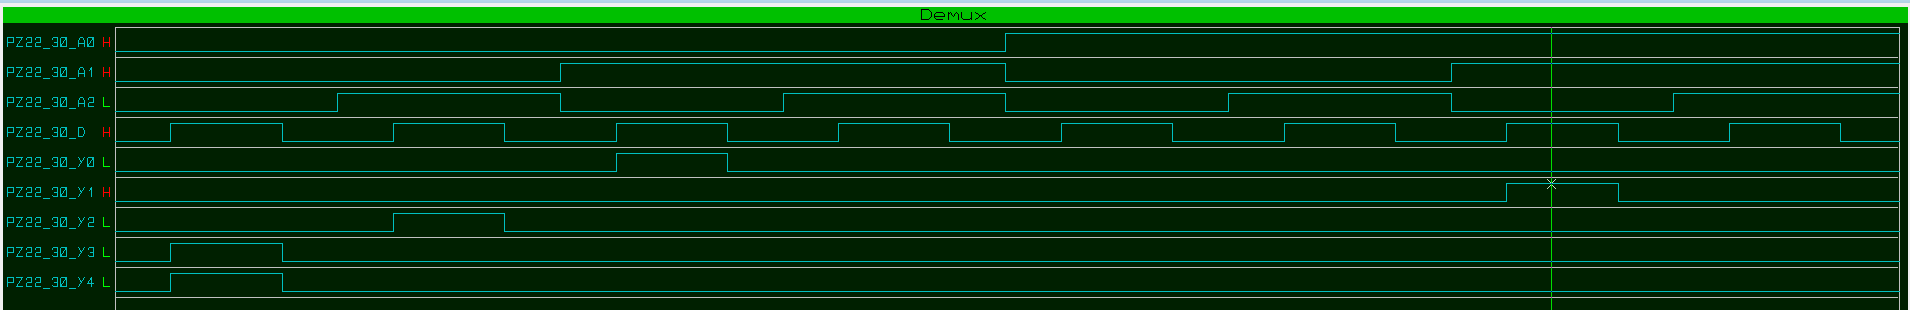 Demux
PZ22_30_A0 H
PZ22_30_A1 H
PZ22_30_A2 L
PZ22_30_D H
PZ22_30_Y0 L
PZ22_30_Y1 H
PZ22_30_Y2 L
PZ22_30_Y3 L
PZ22_30_Y4 L